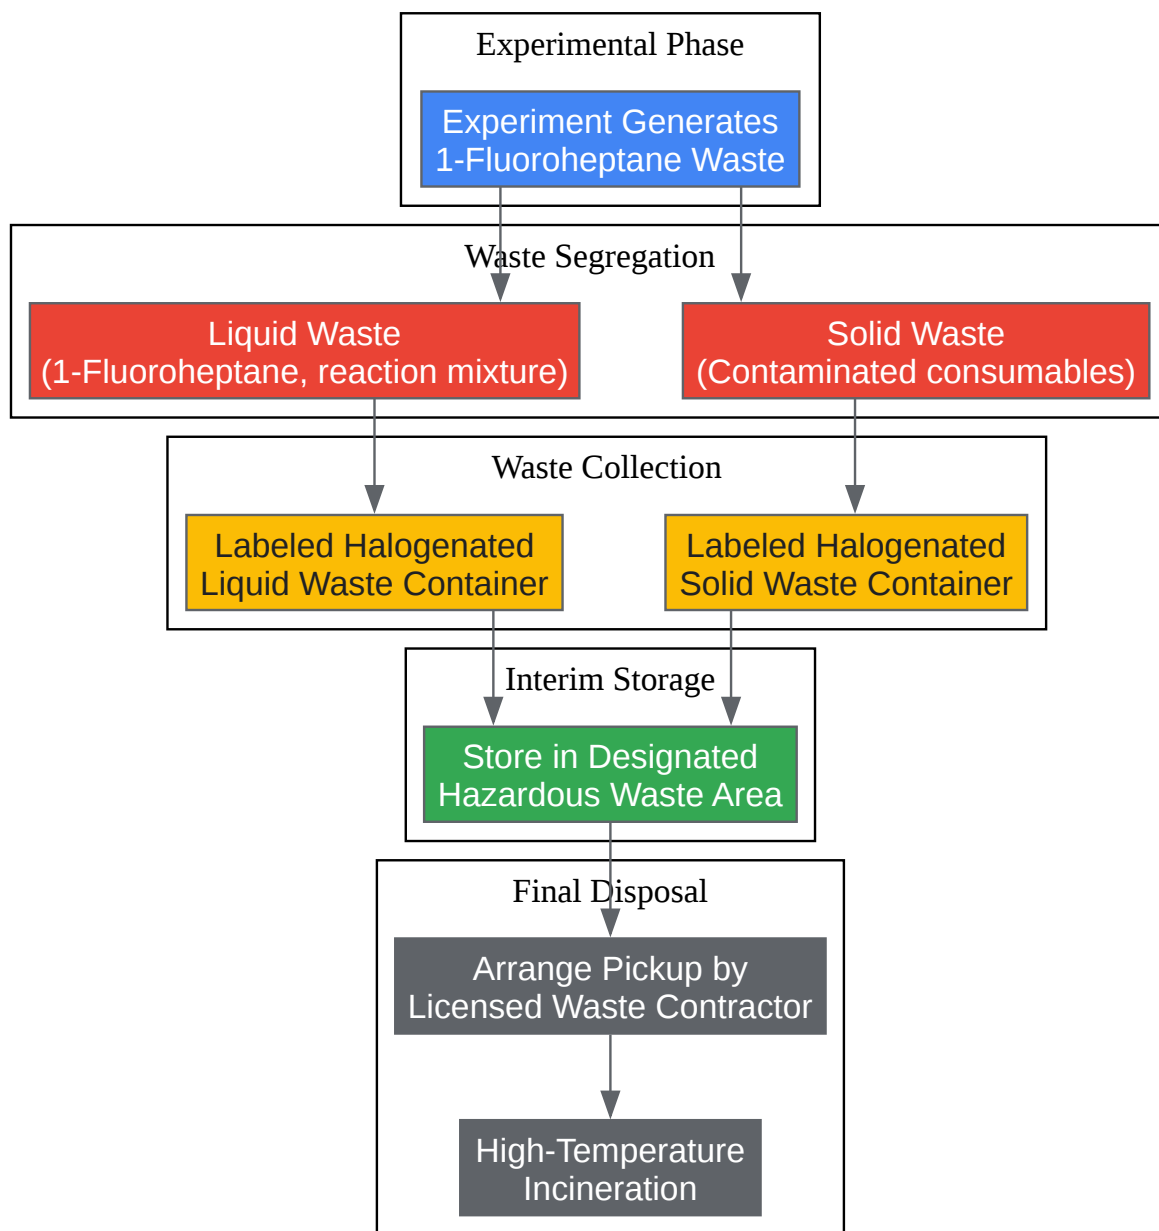 Experimental Phase
Experiment Generates
1-Fluoroheptane Waste
Waste Segregation
Liquid Waste
(1-Fluoroheptane, reaction mixture)
Solid Waste
(Contaminated consumables)
Waste Collection
Labeled Halogenated
Liquid Waste Container
Labeled Halogenated
Solid Waste Container
Interim Storage
Store in Designated
Hazardous Waste Area
Final Disposal
Arrange Pickup by
Licensed Waste Contractor
High-Temperature
Incineration